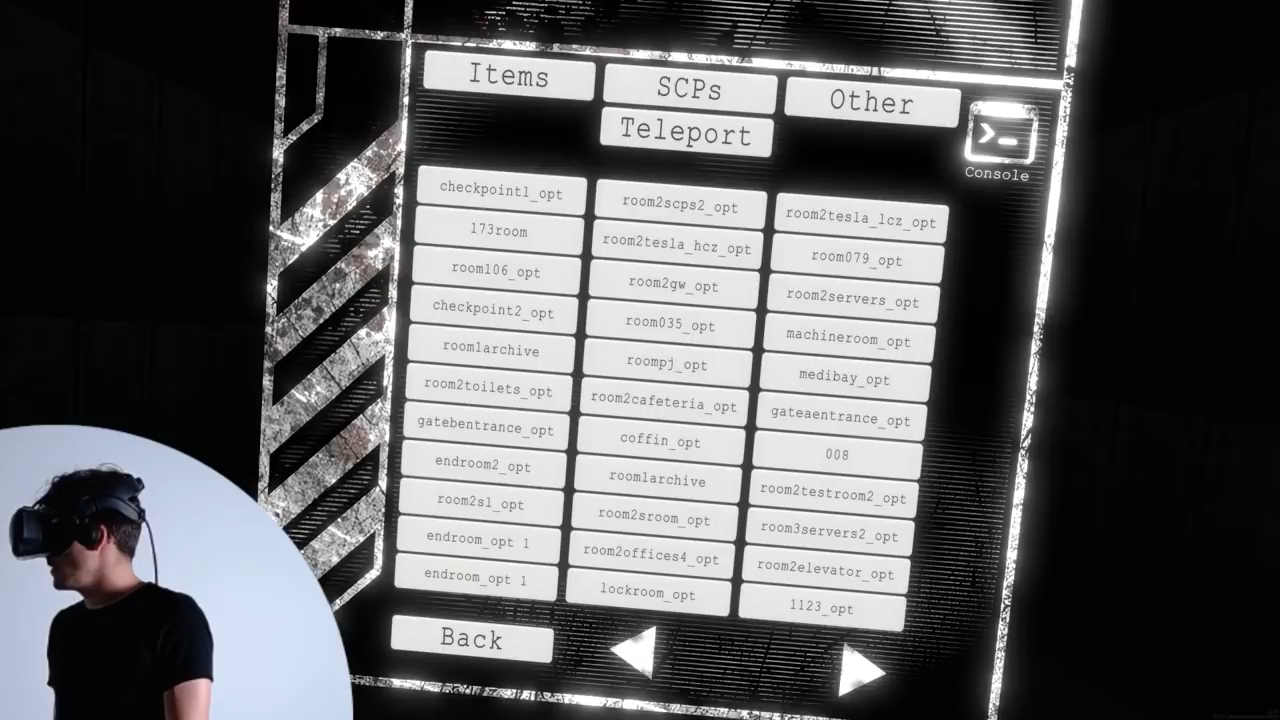 Items
SCPs
Other
Teleport
Console
checkpoint1_opt
room2scps2_opt
room2tesla_lcz_opt
173room
room2tesla_hcz_opt
room079_opt
room106_opt
room2gw_opt
room2servers_opt
checkpoint2_opt
room035_opt
machineroom_opt
room1archive
roompj_opt
medibay_opt
room2toilets_opt
room2cafeteria_opt
gateaentrance_opt
gatebentrance_opt
coffin_opt
008
endroom2_opt
room1archive
room2testroom2_opt
room2sl_opt
room2sroom_opt
room3servers2_opt
endroom_opt 1
room2offices4_opt
room2elevator_opt
endroom_opt 1
lockroom_opt
1123_opt
Back